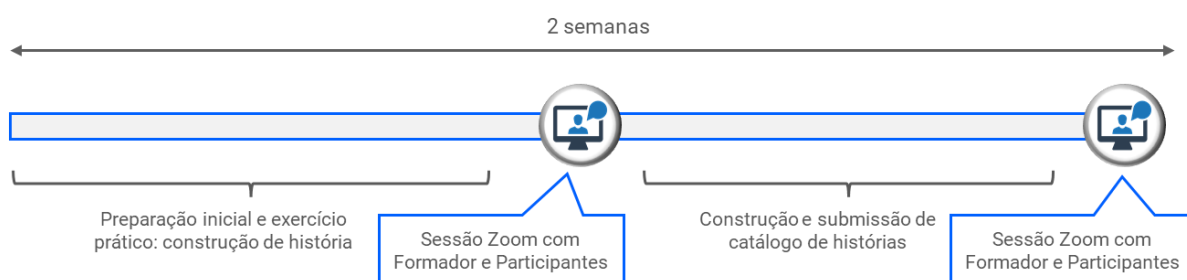 2 semanas
Preparação inicial e exercício
prático: construção de história
Sessão Zoom com
Formador e Participantes
Construção e submissão de
catálogo de histórias
Sessão Zoom com
Formador e Participantes